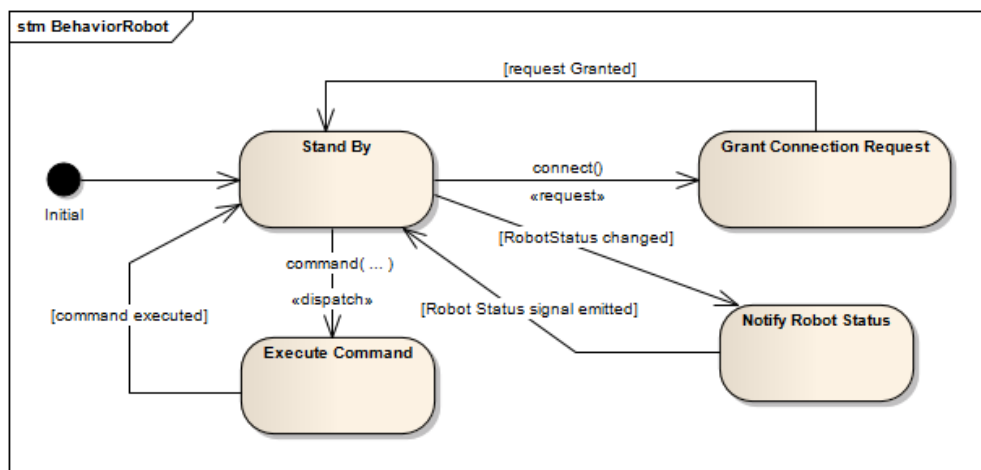 stm BehaviorRobot
[request Granted]
Stand By
Grant Connection Request
connect()
«request»
Initial
[RobotStatus changed]
command( ... )
«dispatch»
[command executed]
[Robot Status signal emitted]
Notify Robot Status
Execute Command